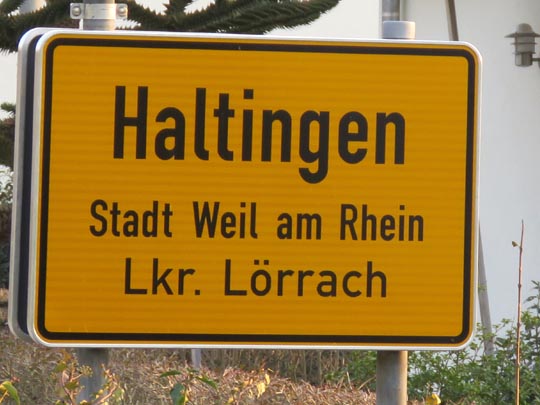 Haltingen
Stadt Weil am Rhein
Lkr. Lörrach